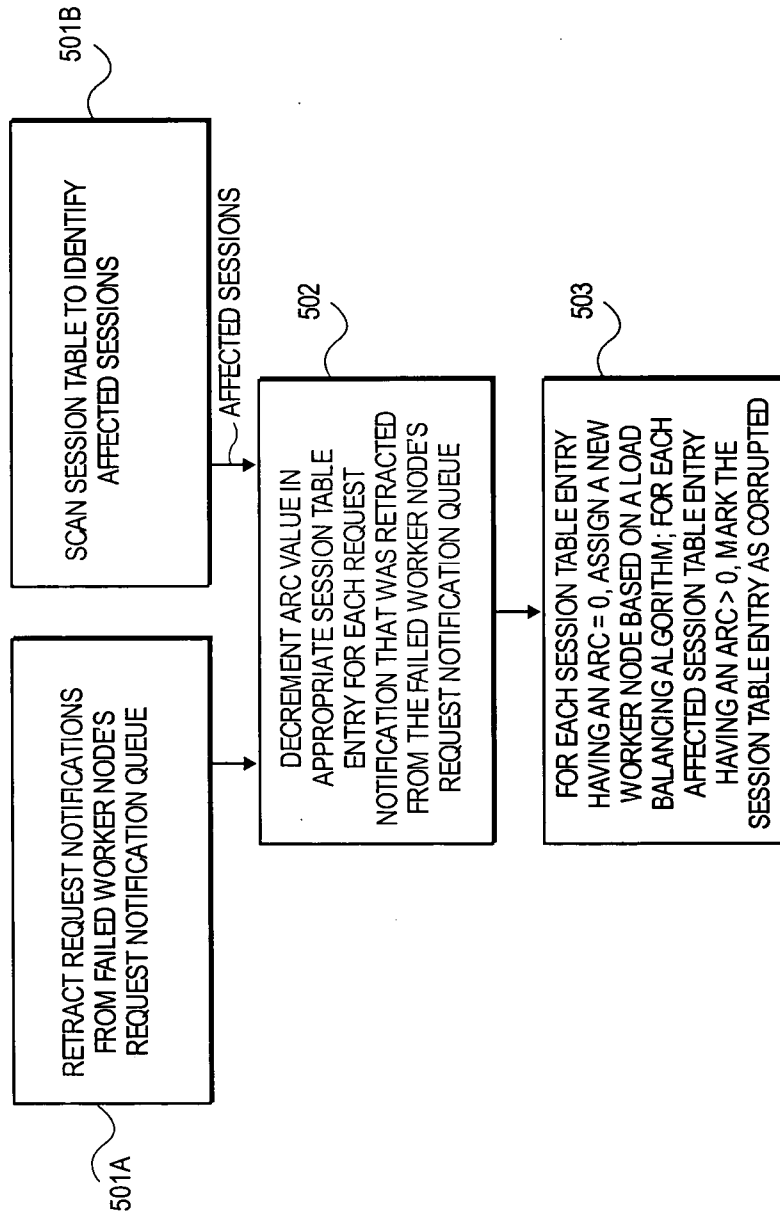 501A
RETRACT REQUEST NOTIFICATIONS
FROM FAILED WORKER NODE'S
REQUEST NOTIFICATION QUEUE
501B
SCAN SESSION TABLE TO IDENTIFY
AFFECTED SESSIONS
AFFECTED SESSIONS
502
DECREMENT ARC VALUE IN
APPROPRIATE SESSION TABLE
ENTRY FOR EACH REQUEST
NOTIFICATION THAT WAS RETRACTED
FROM THE FAILED WORKER NODE'S
REQUEST NOTIFICATION QUEUE
503
FOR EACH SESSION TABLE ENTRY
HAVING AN ARC = 0, ASSIGN A NEW
WORKER NODE BASED ON A LOAD
BALANCING ALGORITHM; FOR EACH
AFFECTED SESSION TABLE ENTRY
HAVING AN ARC > 0, MARK THE
SESSION TABLE ENTRY AS CORRUPTED